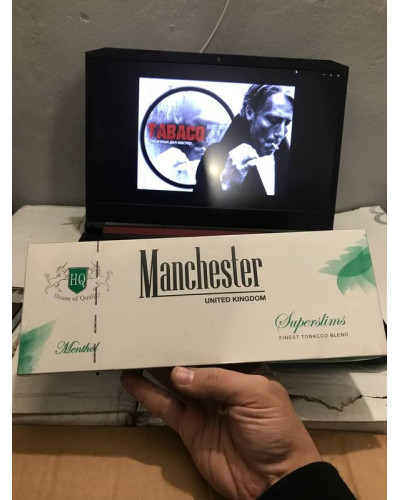 TABACO
HQ
House of Quality
Manchester
UNITED KINGDOM
Menthol
Superslims
FINEST TOBACCO BLEND